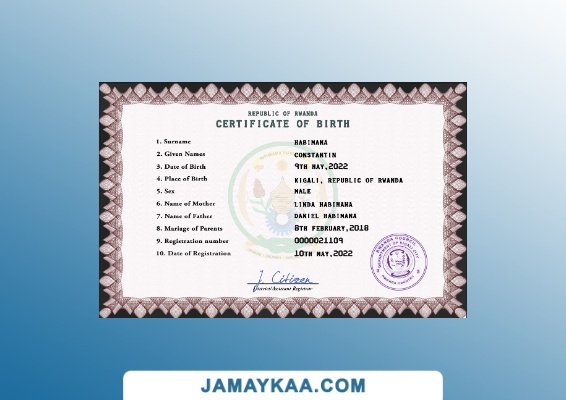 REPUBLIC OF RWANDA
CERTIFICATE OF BIRTH
1. Surname HABIMANA
2. Given Names CONSTANTIN
3. Date of Birth 9TH MAY,2022
4. Place of Birth KIGALI, REPUBLIC OF RWANDA
5. Sex MALE
6. Name of Mother LINDA HABIMANA
7. Name of Father DANIEL HABIMANA
8. Mariage of Parents 8TH FEBRUARY,2018
9. Registration number 0000021109
10. Date of Registration 10TH MAY,2022
J. Citizen
District/Assistant Registrar
JAMAYKAA.COM